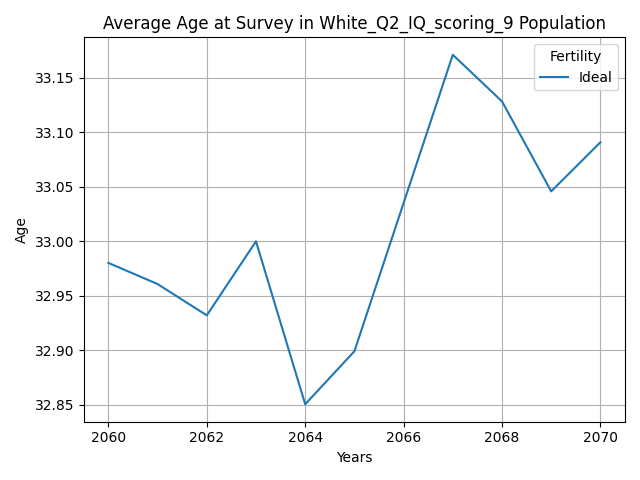 Average Age at Survey in White_Q2_IQ_scoring_9 Population
Fertility
Ideal
33.15
33.10
33.05
33.00
32.95
32.90
32.85
Age
2060
2062
2064
2066
2068
2070
Years